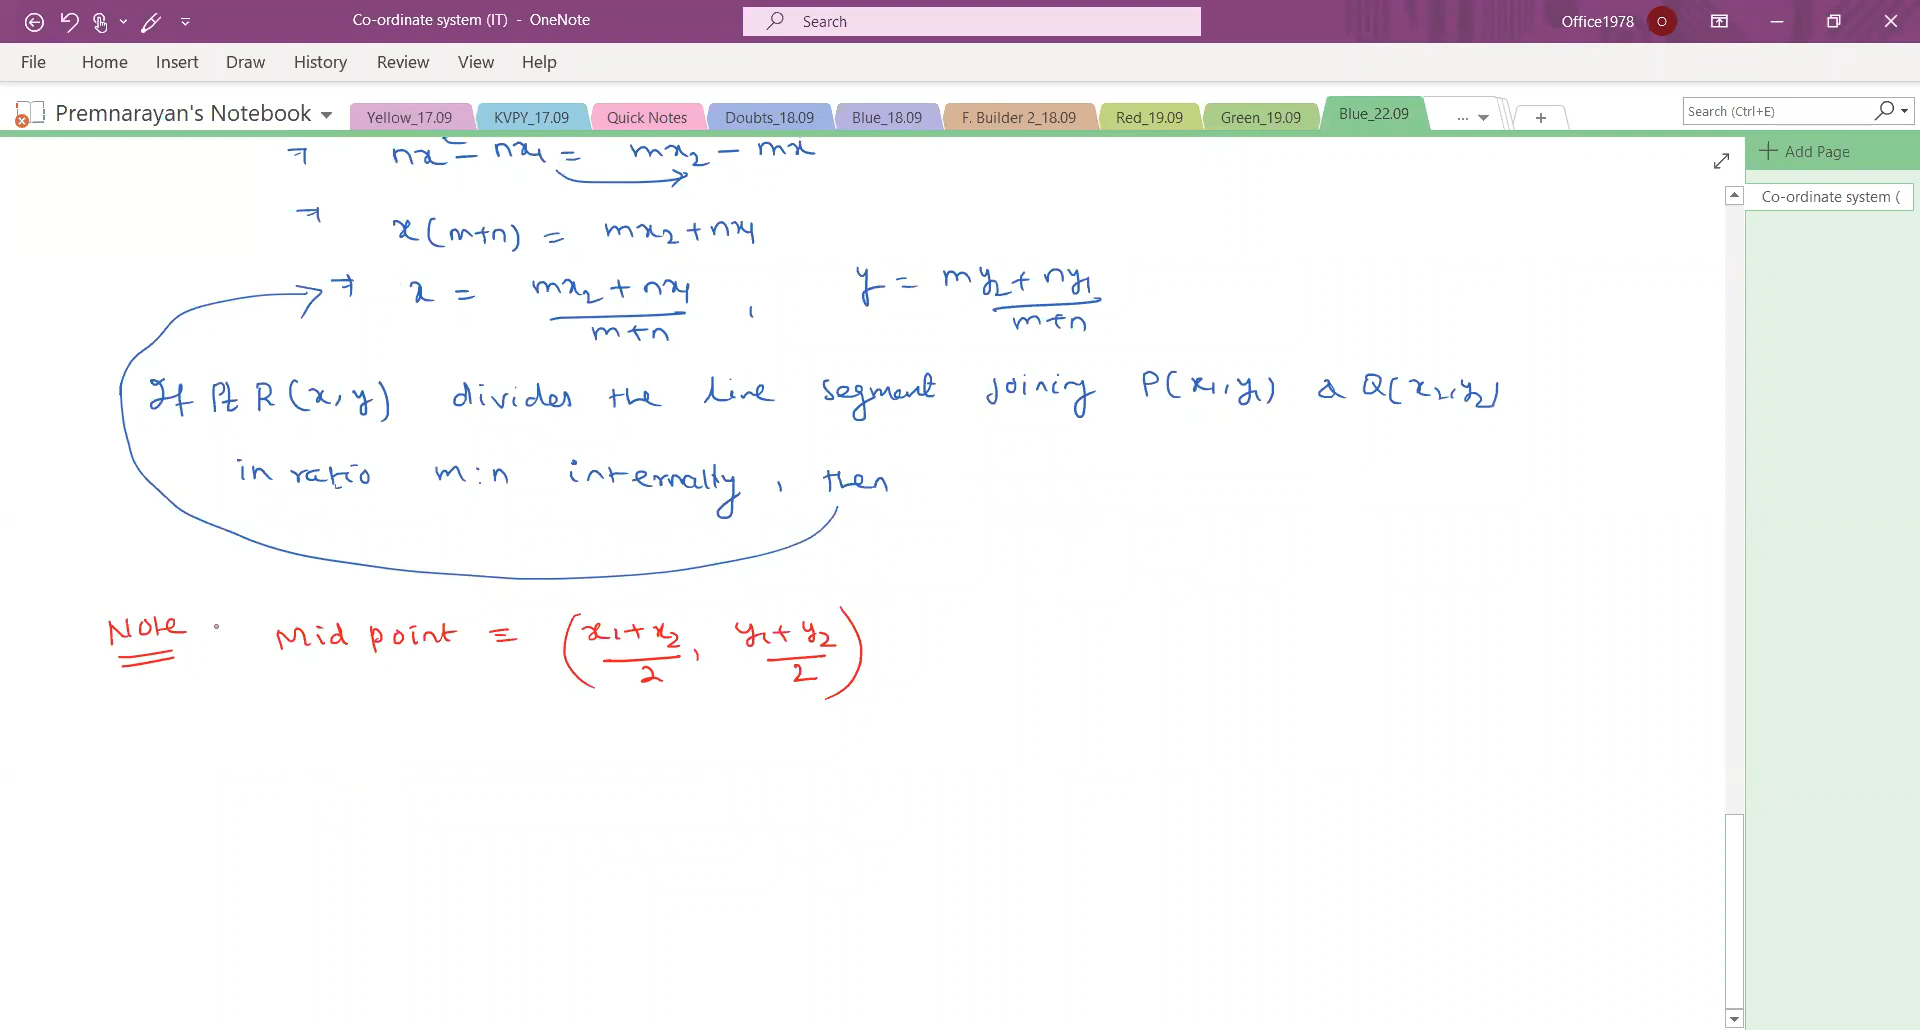 Co-ordinate system (IT) - OneNote
Search
Office1978
O
File Home Insert Draw History Review View Help
Premnarayan's Notebook
Yellow_17.09 KVPY_17.09 Quick Notes Doubts_18.09 Blue_18.09 F. Builder 2_18.09 Red_19.09 Green_19.09 Blue_22.09 ...
Search (Ctrl+E)
Add Page
Co-ordinate system (
⇒ nx - nx₁ = mx₂ - mx
⇒ x(m+n) = mx₂ + nx₁
⇒ x = (mx₂ + nx₁)/(m+n) , y = (my₂ + ny₁)/(m+n)
If Pt R(x,y) divides the line segment joining P(x₁,y₁) & Q(x₂,y₂)
in ratio m:n internally , then
Note : Mid point ≡ ((x₁+x₂)/2 , (y₁+y₂)/2)